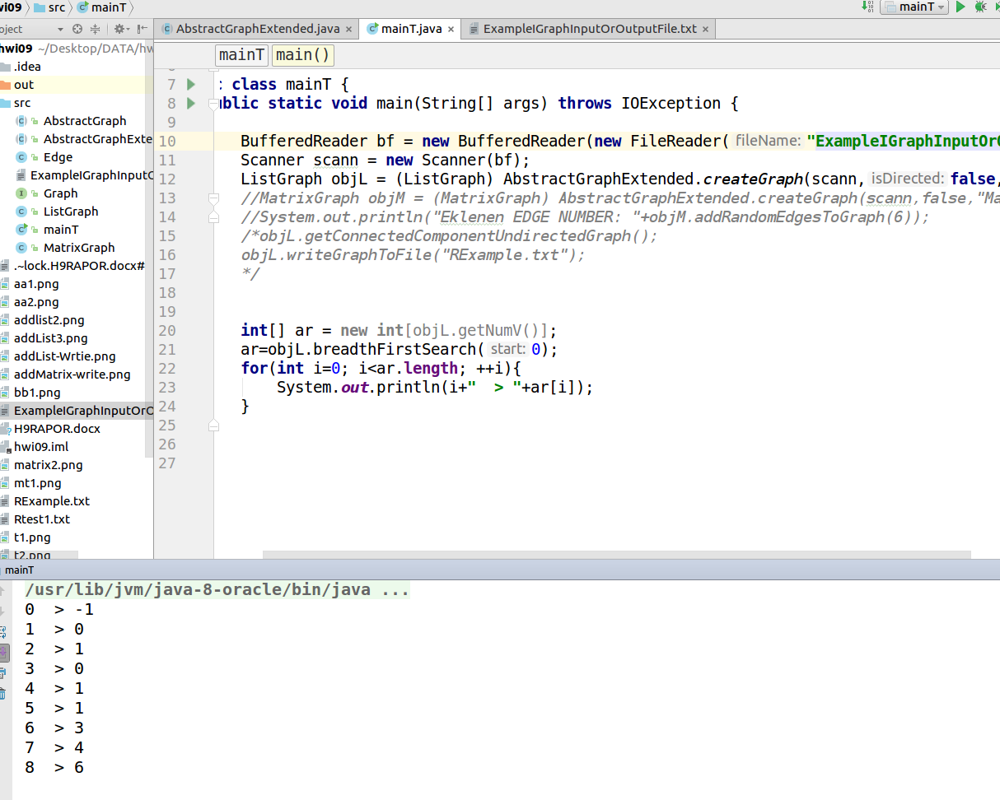 wi09 src mainT mainT
oject AbstractGraphExtended.java × mainT.java × ExampleIGraphInputOrOutputFile.txt ×
hwi09 ~/Desktop/DATA/hw
mainT main()
.idea
out
src
AbstractGraph
AbstractGraphExte
Edge
ExampleIGraphInputO
Graph
ListGraph
mainT
MatrixGraph
.~lock.H9RAPOR.docx#
aa1.png
aa2.png
addlist2.png
addList3.png
addList-Wrtie.png
addMatrix-write.png
bb1.png
ExampleIGraphInputOrO
H9RAPOR.docx
hwi09.iml
matrix2.png
mt1.png
RExample.txt
Rtest1.txt
t1.png
t2.png
7 : class mainT {
8 ublic static void main(String[] args) throws IOException {
9
10 BufferedReader bf = new BufferedReader(new FileReader( fileName: "ExampleIGraphInputOrO
11 Scanner scann = new Scanner(bf);
12 ListGraph objL = (ListGraph) AbstractGraphExtended.createGraph(scann, isDirected: false,
13 //MatrixGraph objM = (MatrixGraph) AbstractGraphExtended.createGraph(scann,false,"Ma
14 //System.out.println("Eklenen EDGE NUMBER: "+objM.addRandomEdgesToGraph(6));
15 /*objL.getConnectedComponentUndirectedGraph();
16 objL.writeGraphToFile("RExample.txt");
17 */
18
19
20 int[] ar = new int[objL.getNumV()];
21 ar=objL.breadthFirstSearch( start: 0);
22 for(int i=0; i<ar.length; ++i){
23 System.out.println(i+"  > "+ar[i]);
24 }
25
26
27
mainT
/usr/lib/jvm/java-8-oracle/bin/java ...
0  > -1
1  > 0
2  > 1
3  > 0
4  > 1
5  > 1
6  > 3
7  > 4
8  > 6